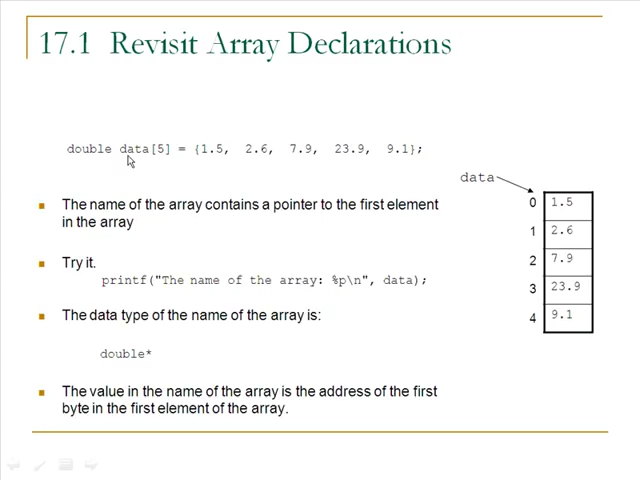 17.1 Revisit Array Declarations
double data[5] = {1.5, 2.6, 7.9, 23.9, 9.1};
data
The name of the array contains a pointer to the first element
in the array
Try it.
printf("The name of the array: %p\n", data);
The data type of the name of the array is:
double*
The value in the name of the array is the address of the first
byte in the first element of the array.
0 1.5
1 2.6
2 7.9
3 23.9
4 9.1